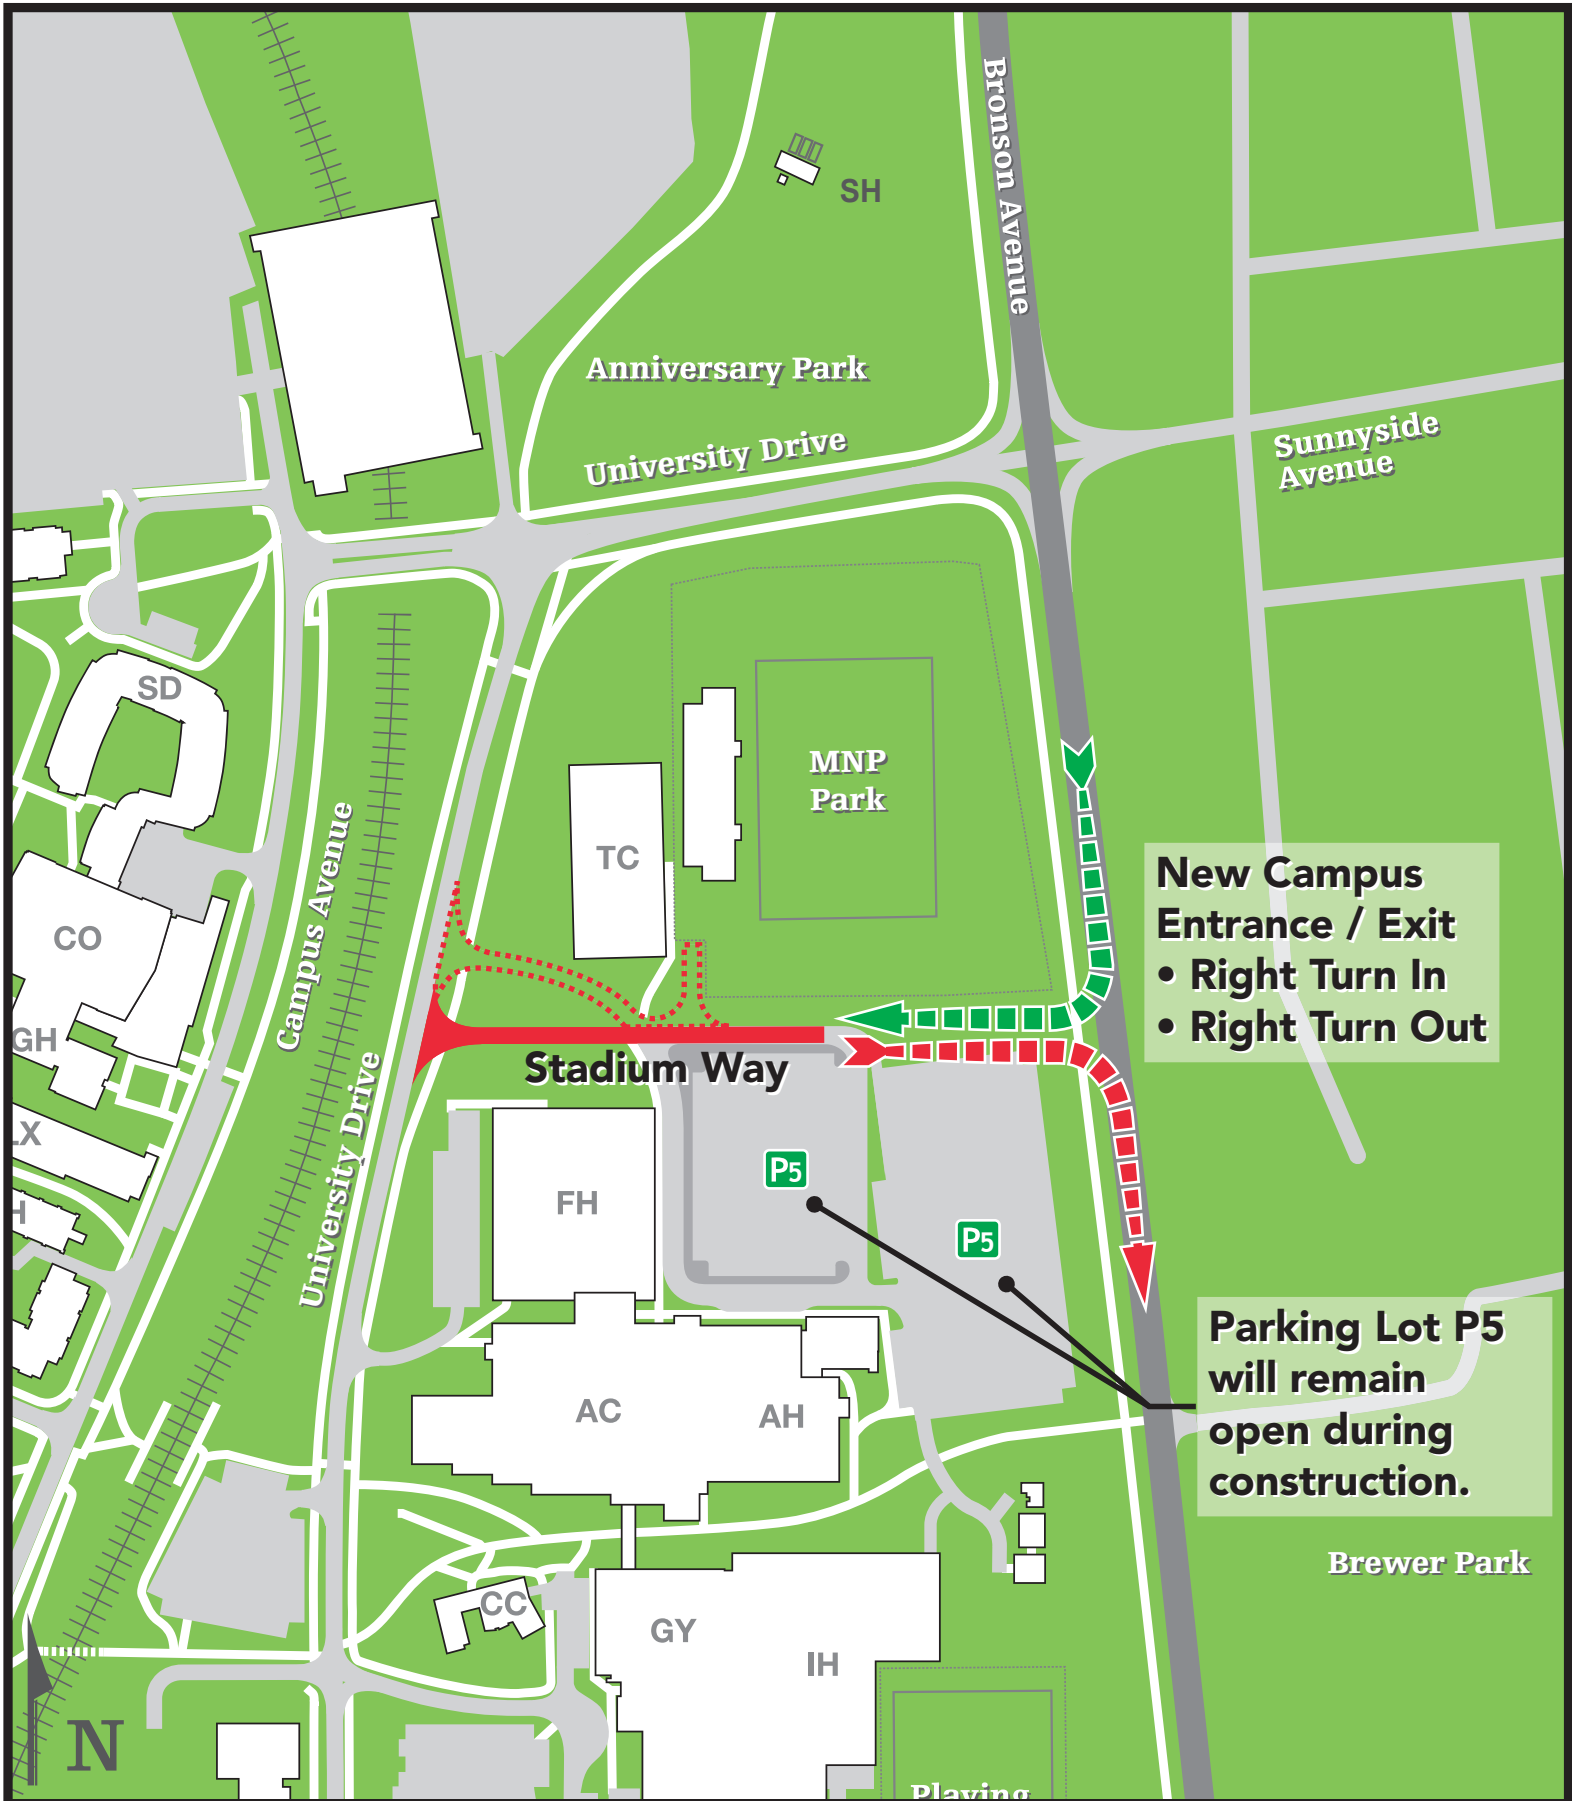 Bronson Avenue
SH
Anniversary Park
University Drive
Sunnyside
Avenue
SD
MNP
Park
TC
Campus Avenue
CO
New Campus
Entrance / Exit
• Right Turn In
• Right Turn Out
GH
Stadium Way
LX
University Drive
P5
FH
H
P5
Parking Lot P5
will remain
open during
construction.
AC
AH
Brewer Park
CC
GY
IH
N
Playing